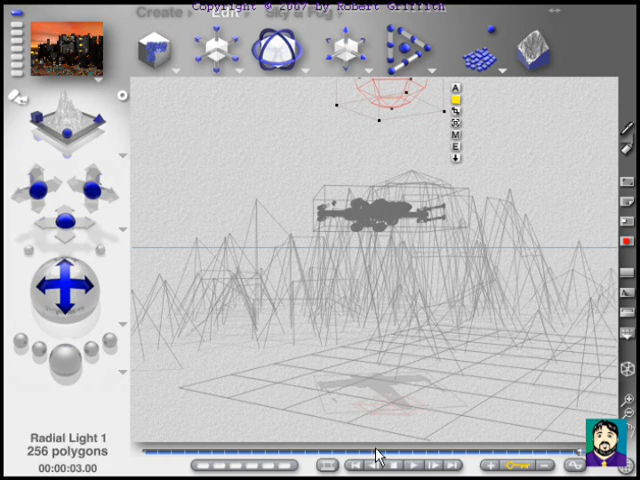 Copyright © 2007 By Robert Griffith
Create Edit Sky & Fog
A
M
E
Radial Light 1
256 polygons
00:00:03.00